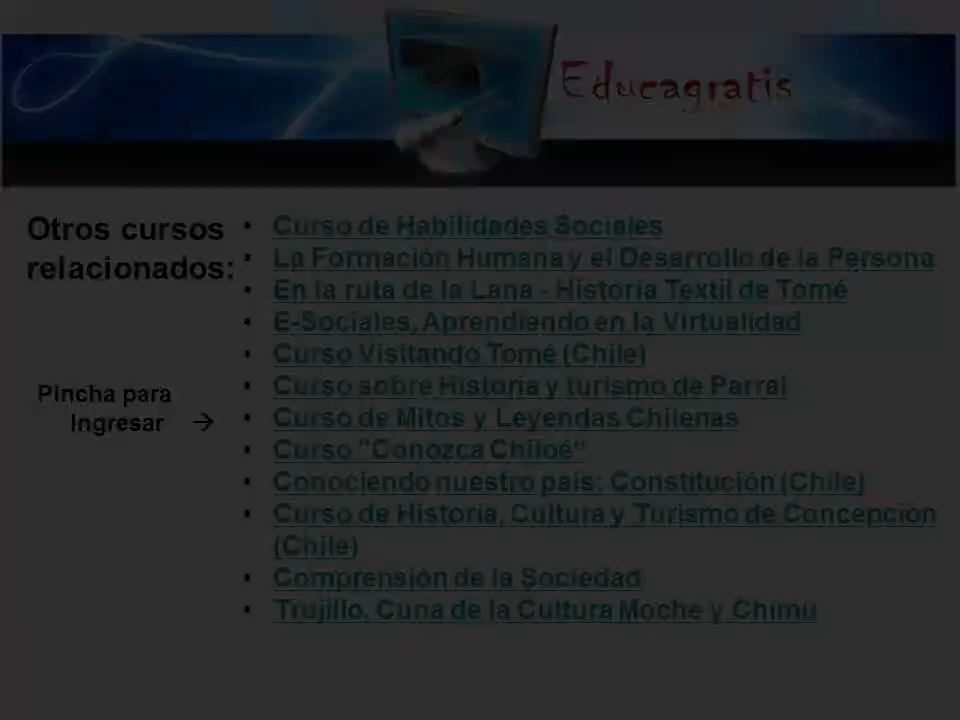 Educagratis
Otros cursos
relacionados:
Pincha para
Ingresar →
• Curso de Habilidades Sociales
• La Formación Humana y el Desarrollo de la Persona
• En la ruta de la Lana - Historia Textil de Tomé
• E-Sociales, Aprendiendo en la Virtualidad
• Curso Visitando Tomé (Chile)
• Curso sobre Historia y turismo de Parral
• Curso de Mitos y Leyendas Chilenas
• Curso "Conozca Chiloé"
• Conociendo nuestro país; Constitución (Chile)
• Curso de Historia, Cultura y Turismo de Concepción
(Chile)
• Comprensión de la Sociedad
• Trujillo, Cuna de la Cultura Moche y Chimu